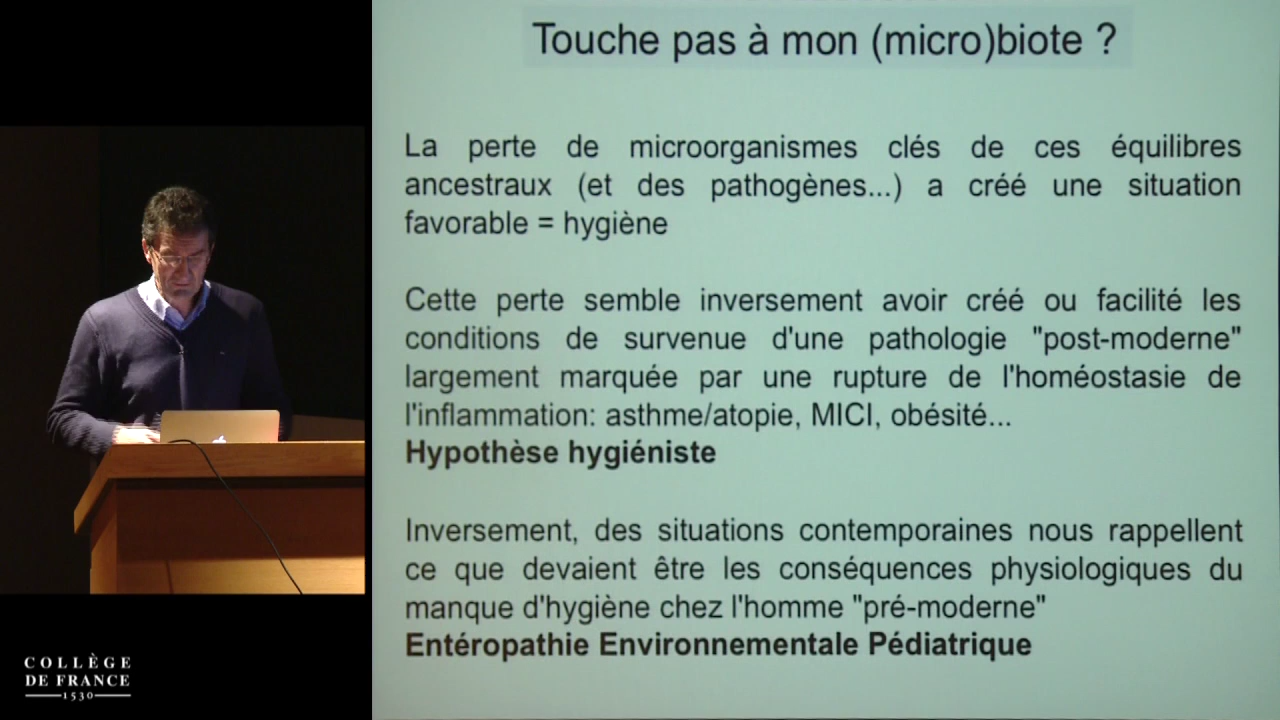 Touche pas à mon (micro)biote ?
La perte de microorganismes clés de ces équilibres
ancestraux (et des pathogènes...) a créé une situation
favorable = hygiène
Cette perte semble inversement avoir créé ou facilité les
conditions de survenue d'une pathologie "post-moderne"
largement marquée par une rupture de l'homéostasie de
l'inflammation: asthme/atopie, MICI, obésité...
Hypothèse hygiéniste
Inversement, des situations contemporaines nous rappellent
ce que devaient être les conséquences physiologiques du
manque d'hygiène chez l'homme "pré-moderne"
Entéropathie Environnementale Pédiatrique
COLLÈGE
DE FRANCE
1530